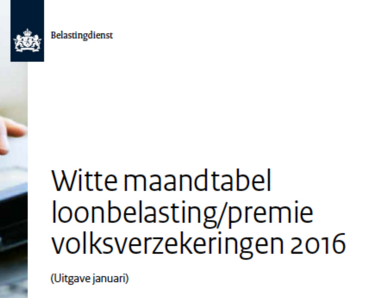 Belastingdienst
Witte maandtabel
loonbelasting/premie
volksverzekeringen 2016
(Uitgave januari)